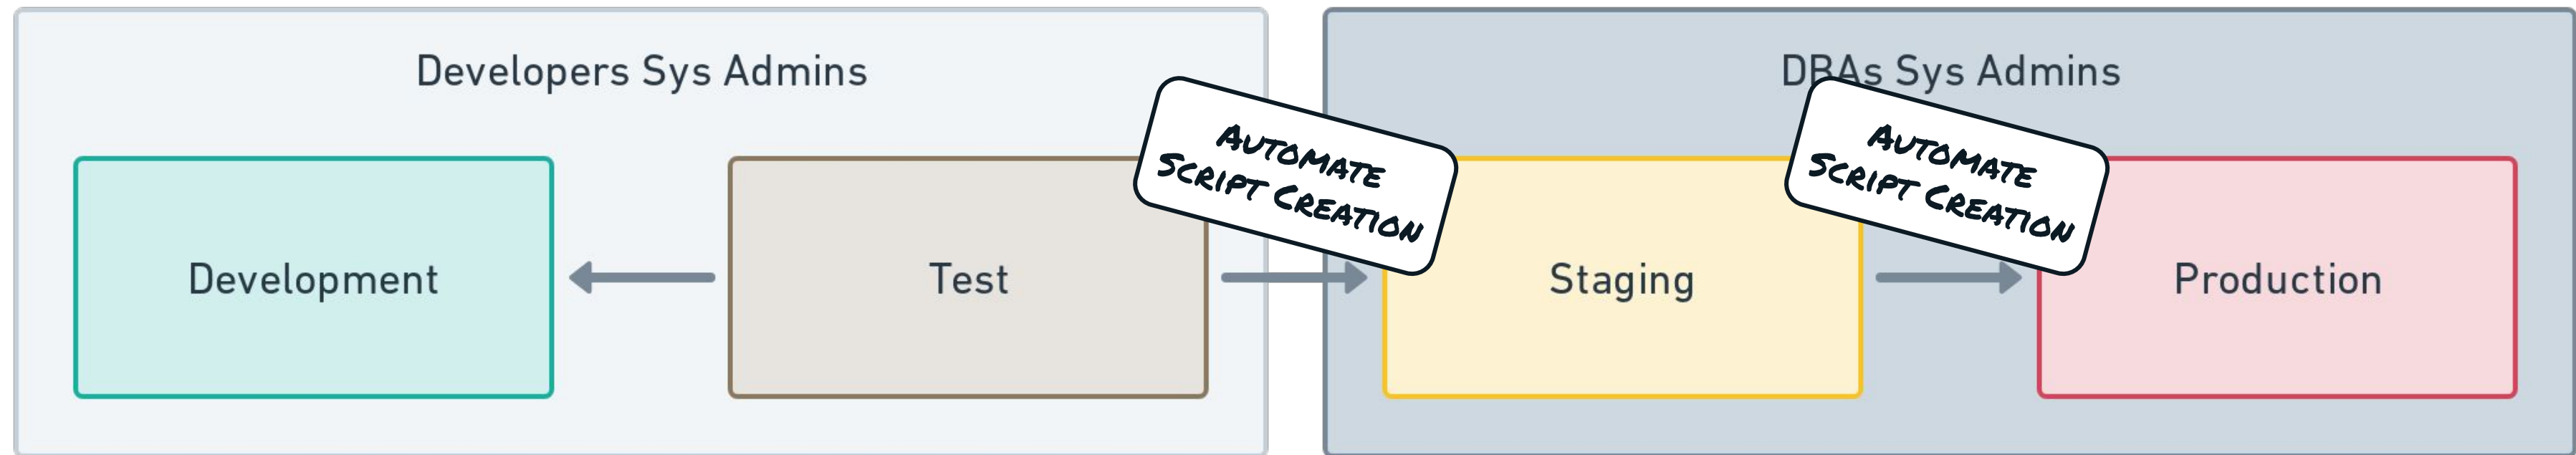 Developers Sys Admins
DBAs Sys Admins
Automate
Script Creation
Automate
Script Creation
Development
Test
Staging
Production